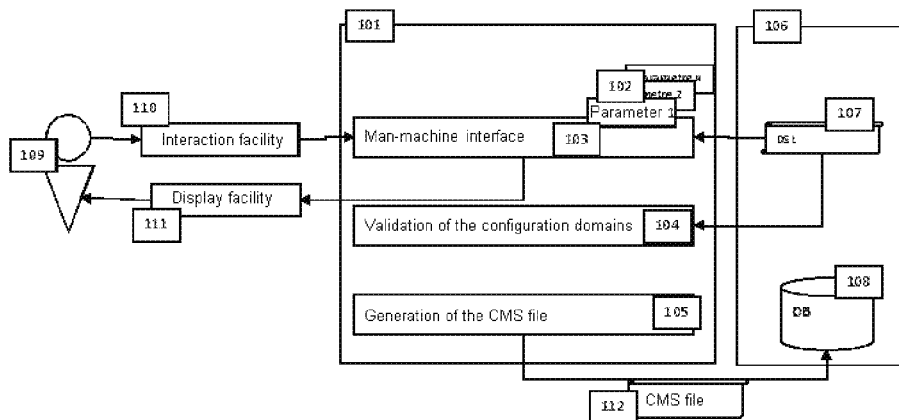 101
106
102
Parameter 1
110
107
Interaction facility
Man-machine interface
103
109
Display facility
111
Validation of the configuration domains
104
108
DB
Generation of the CMS file
105
112
CMS file